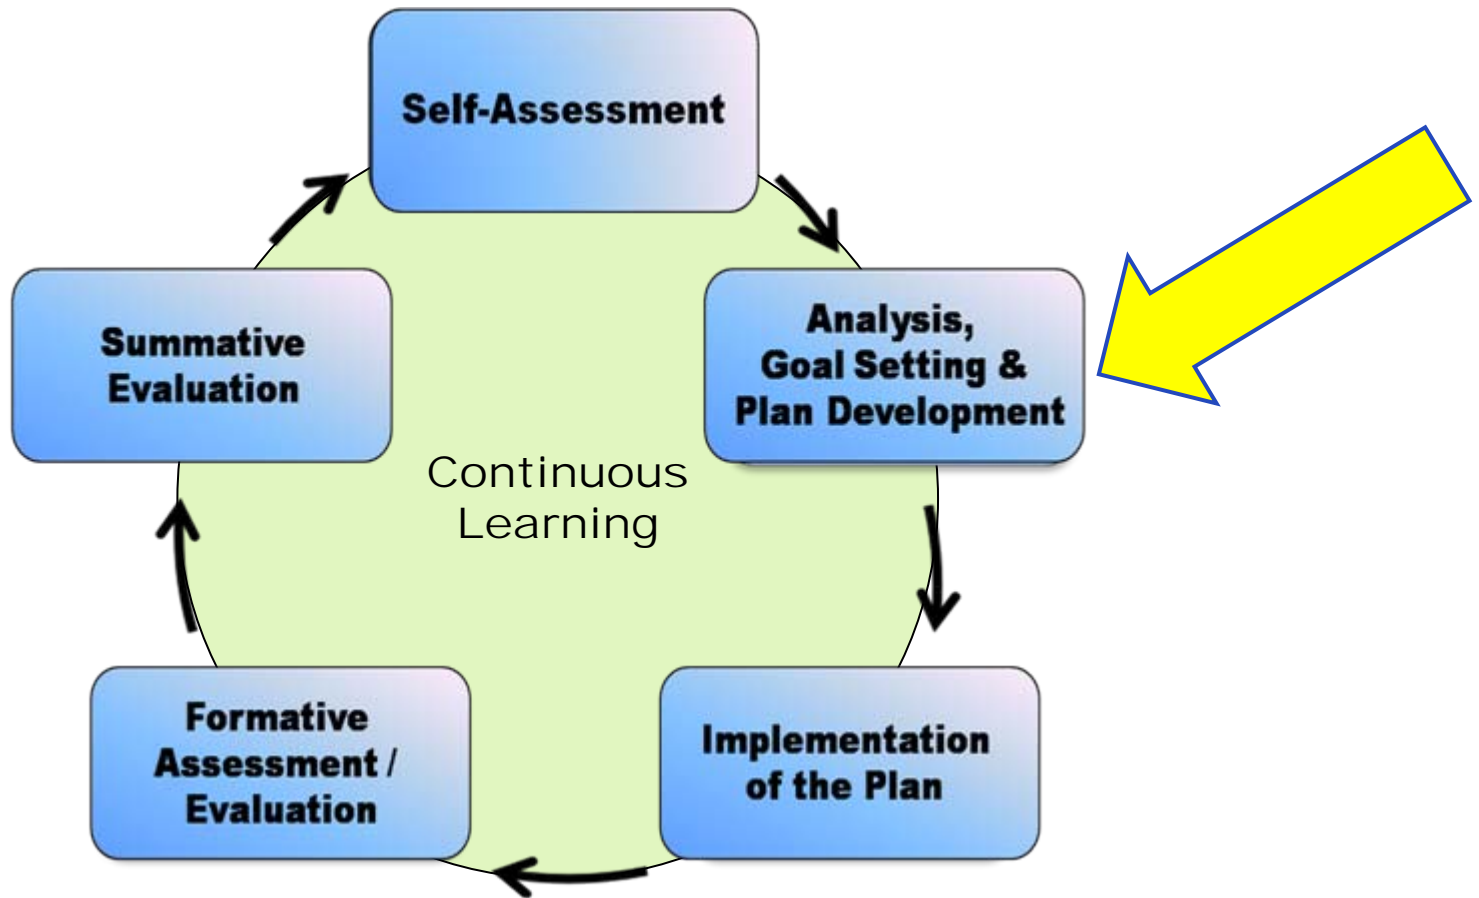 Self-Assessment
Analysis,
Goal Setting &
Plan Development
Implementation
of the Plan
Formative
Assessment /
Evaluation
Summative
Evaluation
Continuous
Learning